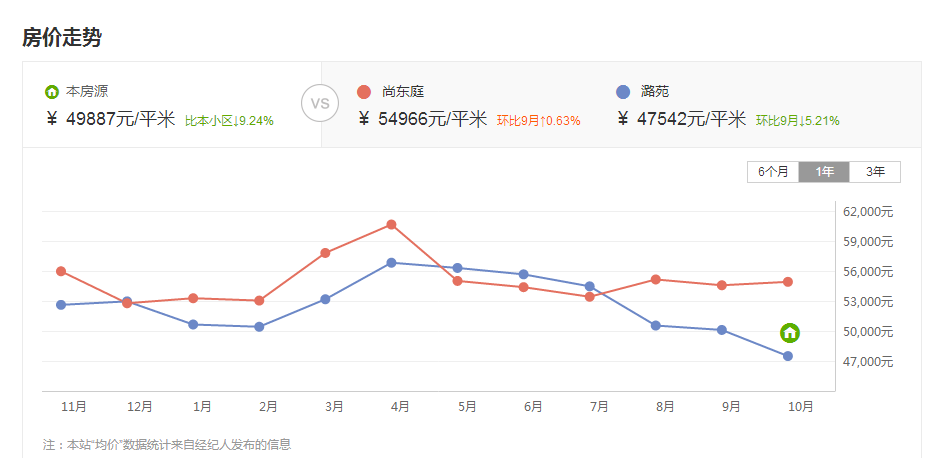 房价走势
本房源 VS 尚东庭 潞苑
¥ 49887元/平米 比本小区↓9.24% ¥ 54966元/平米 环比9月↑0.63% ¥ 47542元/平米 环比9月↓5.21%
6个月 1年 3年
62,000元
59,000元
56,000元
53,000元
50,000元
47,000元
11月 12月 1月 2月 3月 4月 5月 6月 7月 8月 9月 10月
注：本站“均价”数据统计来自经纪人发布的信息